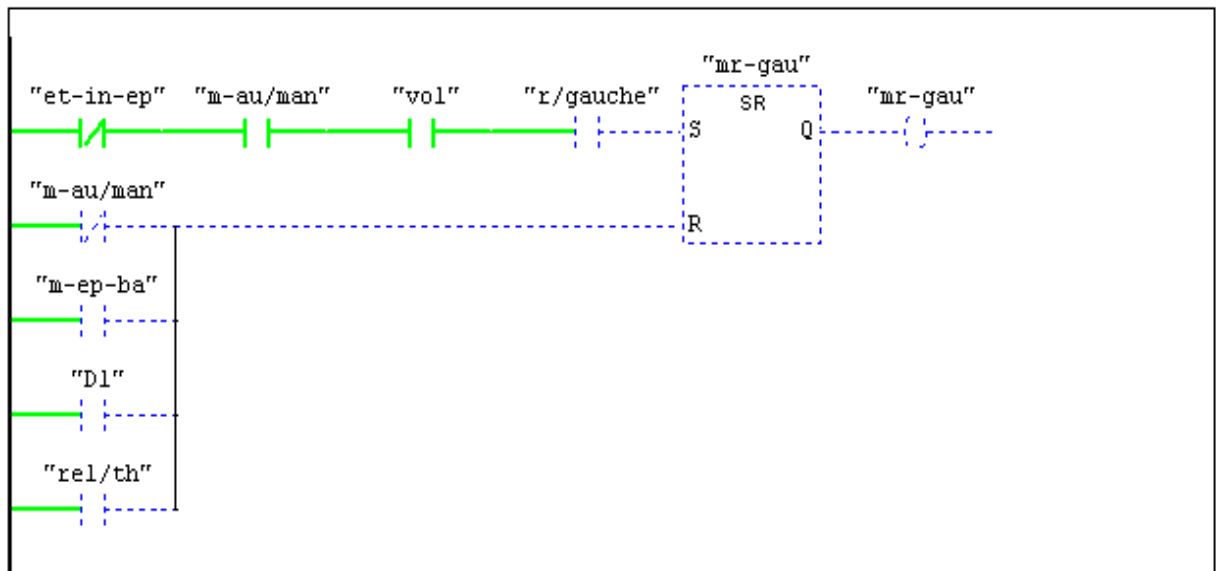 "mr-gau"
"et-in-ep" "m-au/man" "vol" "r/gauche" SR "mr-gau"
S Q
"m-au/man"
R
"m-ep-ba"
"D1"
"rel/th"